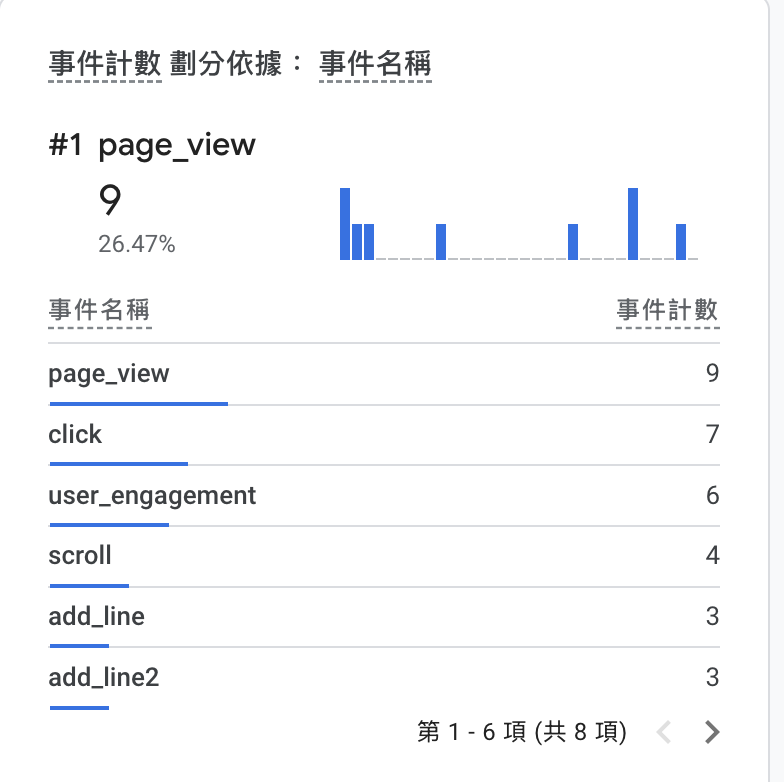 事件計數 劃分依據： 事件名稱
#1 page_view
9
26.47%
事件名稱 事件計數
page_view 9
click 7
user_engagement 6
scroll 4
add_line 3
add_line2 3
第 1 - 6 項 (共 8 項)